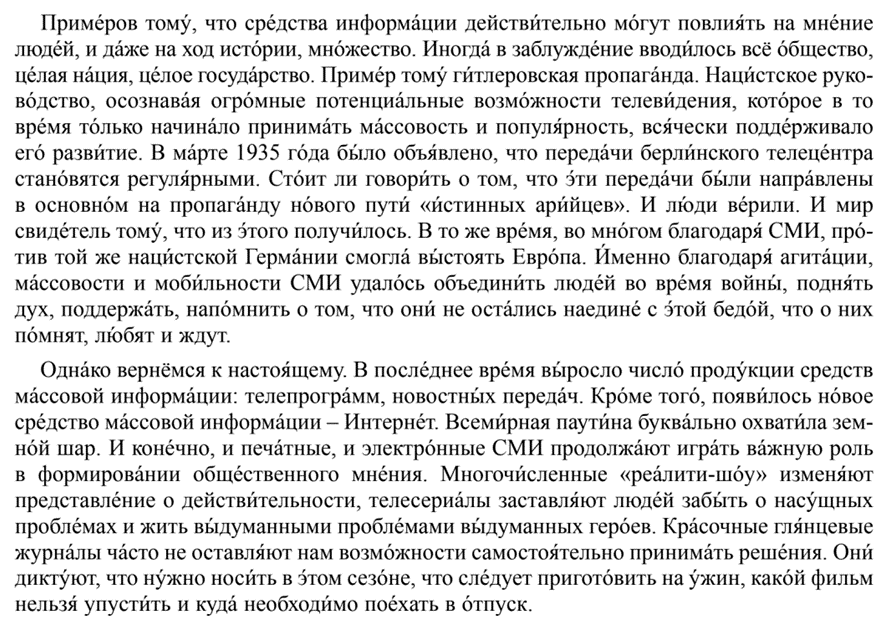 Приме́ров тому́, что сре́дства информа́ции действи́тельно мо́гут повлия́ть на мне́ние
люде́й, и да́же на ход исто́рии, мно́жество. Иногда́ в заблужде́ние вводи́лось всё о́бщество,
це́лая на́ция, це́лое госуда́рство. Приме́р тому́ ги́тлеровская пропага́нда. Наци́стское руко-
во́дство, осознава́я огро́мные потенциа́льные возмо́жности телеви́дения, кото́рое в то
вре́мя то́лько начина́ло принима́ть ма́ссовость и популя́рность, вся́чески подде́рживало
его́ разви́тие. В ма́рте 1935 го́да бы́ло объя́влено, что переда́чи берли́нского телеце́нтра
стано́вятся регуля́рными. Сто́ит ли говори́ть о том, что э́ти переда́чи бы́ли напра́влены
в основно́м на пропага́нду но́вого пути́ «и́стинных ари́йцев». И лю́ди ве́рили. И мир
свиде́тель тому́, что из э́того получи́лось. В то же вре́мя, во мно́гом благодаря́ СМИ, про́-
тив той же наци́стской Герма́нии смогла́ вы́стоять Евро́па. И́менно благодаря́ агита́ции,
ма́ссовости и моби́льности СМИ удало́сь объедини́ть люде́й во вре́мя войны́, подня́ть
дух, поддержа́ть, напо́мнить о том, что они́ не оста́лись наедине́ с э́той бедо́й, что о них
по́мнят, лю́бят и ждут.
Одна́ко вернёмся к настоя́щему. В после́днее вре́мя вы́росло число́ проду́кции средств
ма́ссовой информа́ции: телепрогра́мм, новостны́х переда́ч. Кро́ме того́, появи́лось но́вое
сре́дство ма́ссовой информа́ции – Интерне́т. Всеми́рная паути́на буква́льно охвати́ла зем-
но́й шар. И коне́чно, и печа́тные, и электро́нные СМИ продолжа́ют игра́ть ва́жную роль
в формирова́нии обще́ственного мне́ния. Многочи́сленные «реа́лити-шо́у» изменя́ют
представле́ние о действи́тельности, телесериа́лы заставля́ют люде́й забы́ть о насу́щных
пробле́мах и жить вы́думанными пробле́мами вы́думанных геро́ев. Кра́сочные гля́нцевые
журна́лы ча́сто не оставля́ют нам возмо́жности самостоя́тельно принима́ть реше́ния. Они́
дикту́ют, что ну́жно носи́ть в э́том сезо́не, что сле́дует пригото́вить на у́жин, како́й фильм
нельзя́ упусти́ть и куда́ необходи́мо пое́хать в о́тпуск.